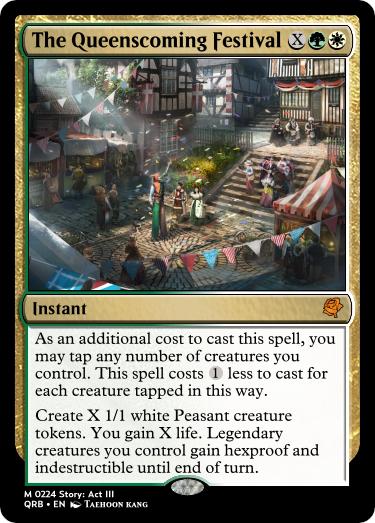 The Queenscoming Festival X
Instant
As an additional cost to cast this spell, you
may tap any number of creatures you
control. This spell costs 1 less to cast for
each creature tapped in this way.
Create X 1/1 white Peasant creature
tokens. You gain X life. Legendary
creatures you control gain hexproof and
indestructible until end of turn.
M 0224 Story: Act III
QRB • EN TAEHOON KANG